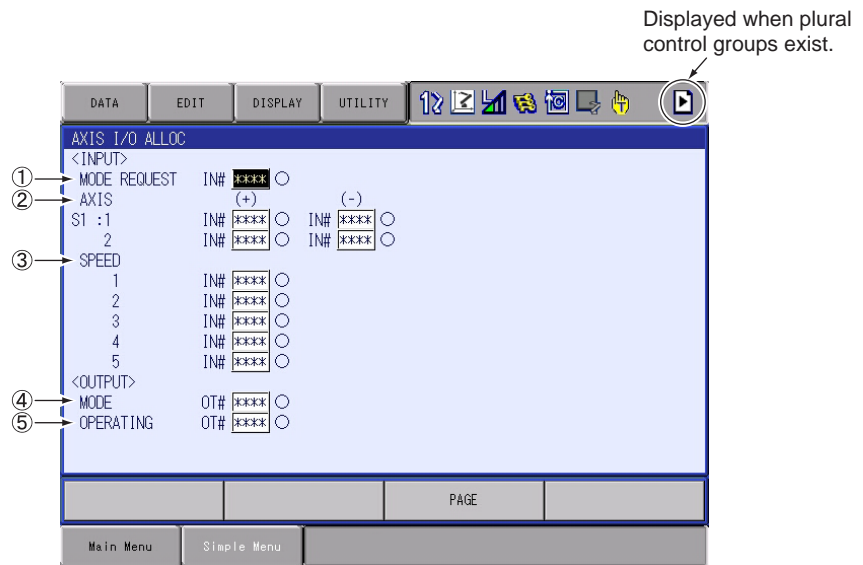 Displayed when plural
control groups exist.
DATA EDIT DISPLAY UTILITY
AXIS I/O ALLOC
<INPUT>
① MODE REQUEST IN# ****
② AXIS (+) (-)
S1 :1 IN# **** IN# ****
2 IN# **** IN# ****
③ SPEED
1 IN# ****
2 IN# ****
3 IN# ****
4 IN# ****
5 IN# ****
<OUTPUT>
④ MODE OT# ****
⑤ OPERATING OT# ****
PAGE
Main Menu Simple Menu